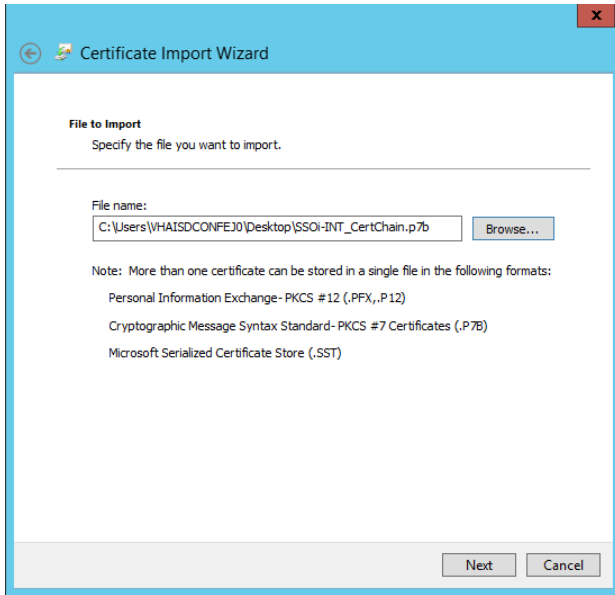 x
Certificate Import Wizard
File to Import
Specify the file you want to import.
File name:
C:\Users\VHAISDCONFEJ0\Desktop\SSOi-INT_CertChain.p7b
Browse...
Note: More than one certificate can be stored in a single file in the following formats:
Personal Information Exchange- PKCS #12 (.PFX,.P12)
Cryptographic Message Syntax Standard- PKCS #7 Certificates (.P7B)
Microsoft Serialized Certificate Store (.SST)
Next
Cancel